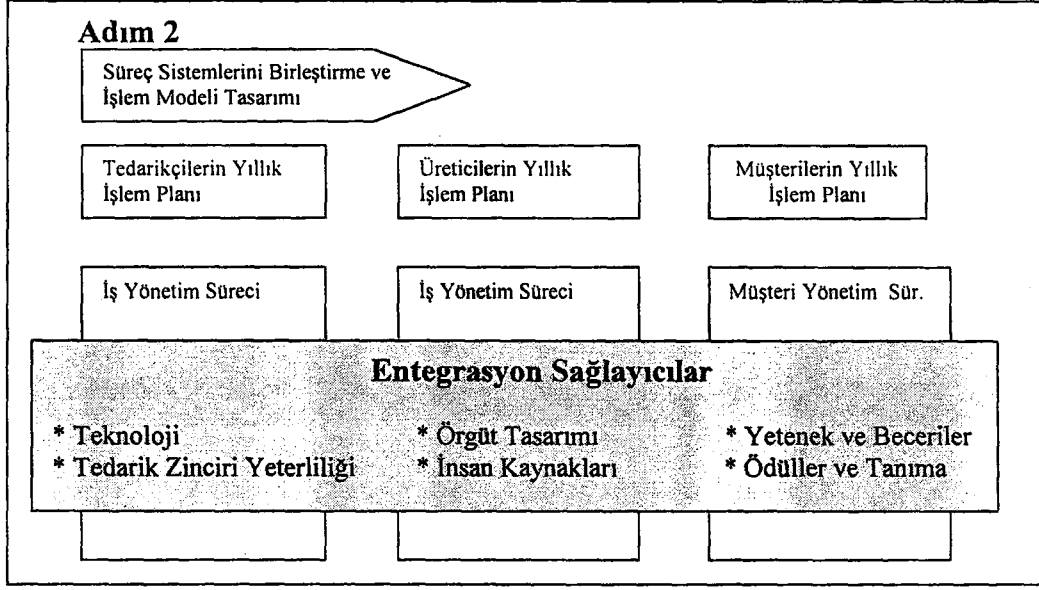 Adım 2
Süreç Sistemlerini Birleştirme ve
İşlem Modeli Tasarımı
Tedarikçilerin Yıllık
İşlem Planı
Üreticilerin Yıllık
İşlem Planı
Müşterilerin Yıllık
İşlem Planı
İş Yönetim Süreci
İş Yönetim Süreci
Müşteri Yönetim Sür.
Entegrasyon Sağlayıcılar
* Teknoloji
* Tedarik Zinciri Yeterliliği
* Örgüt Tasarımı
* İnsan Kaynakları
* Yetenek ve Beceriler
* Ödüller ve Tanıma